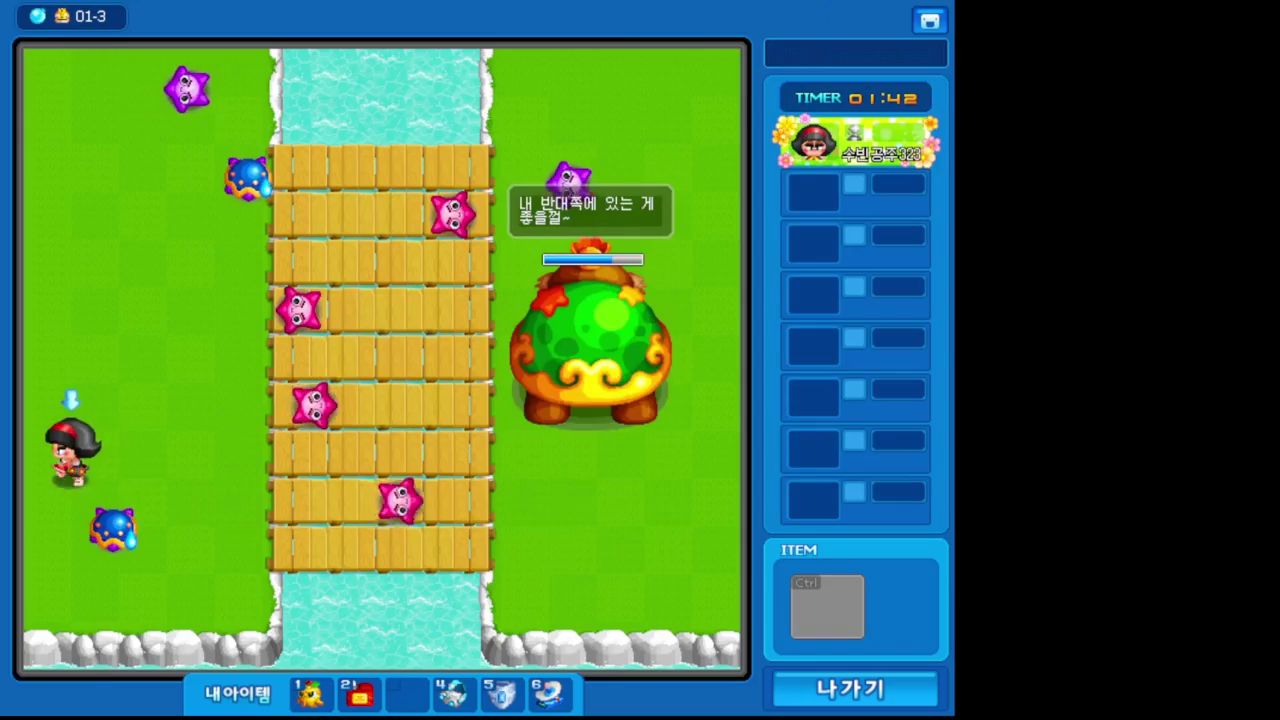 01-3
내 반대쪽에 있는 게
좋을껄~
TIMER 01:42
수빈공주323
ITEM
Ctrl
내아이템
1
2
4
5
6
나가기